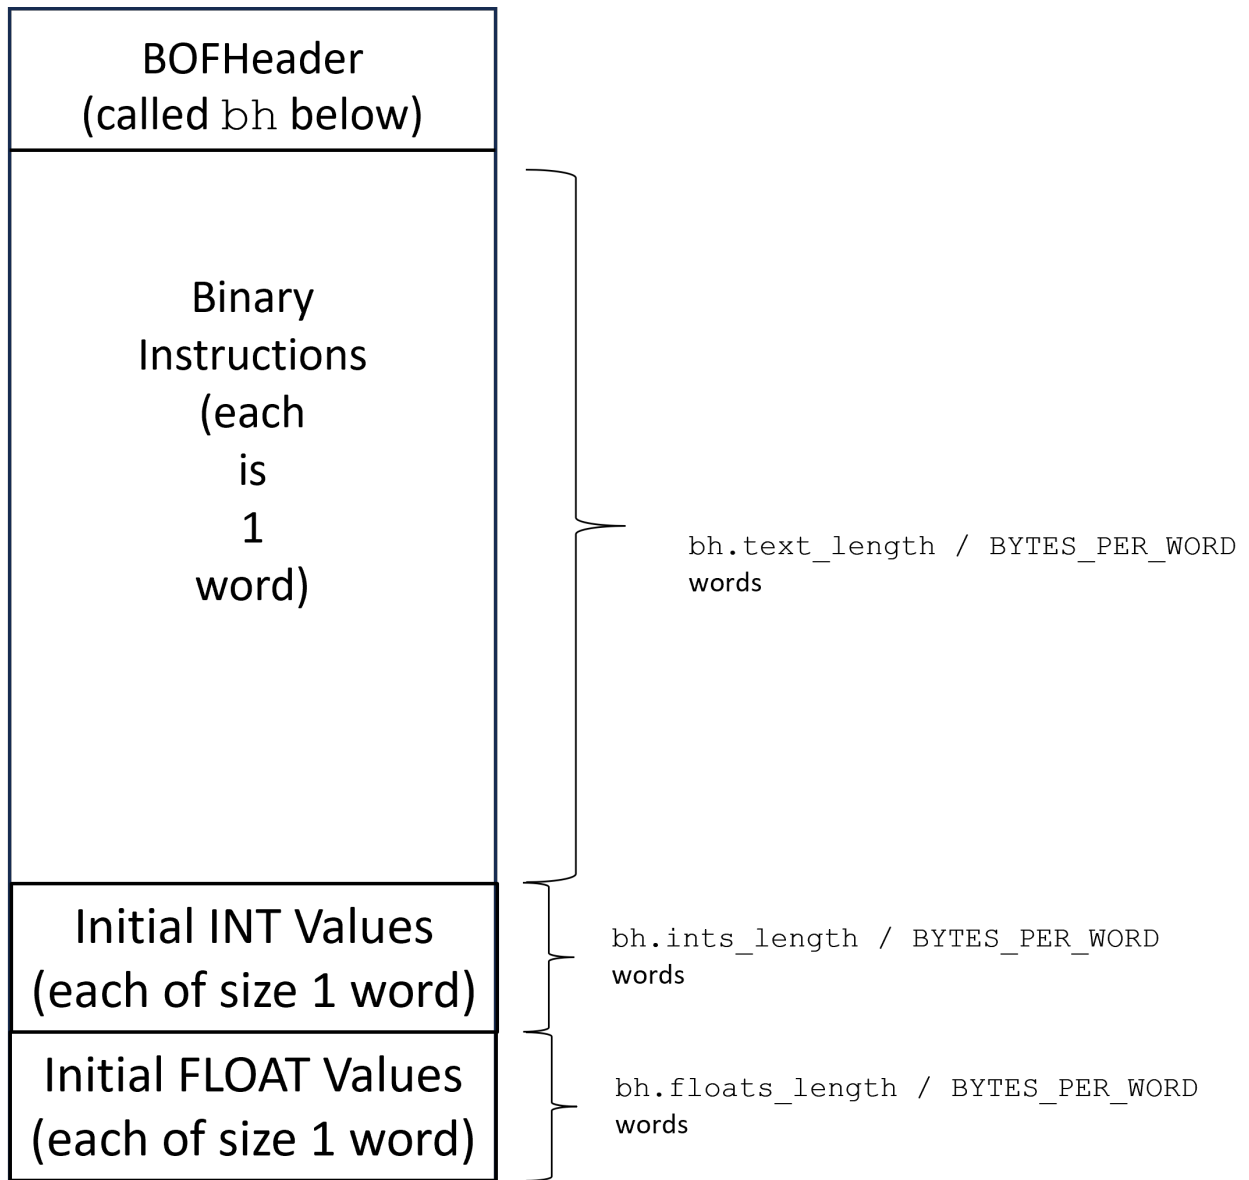 BOFHeader
(called bh below)
Binary
Instructions
(each
is
1
word)
bh.text_length / BYTES_PER_WORD
words
Initial INT Values
(each of size 1 word)
bh.ints_length / BYTES_PER_WORD
words
Initial FLOAT Values
(each of size 1 word)
bh.floats_length / BYTES_PER_WORD
words